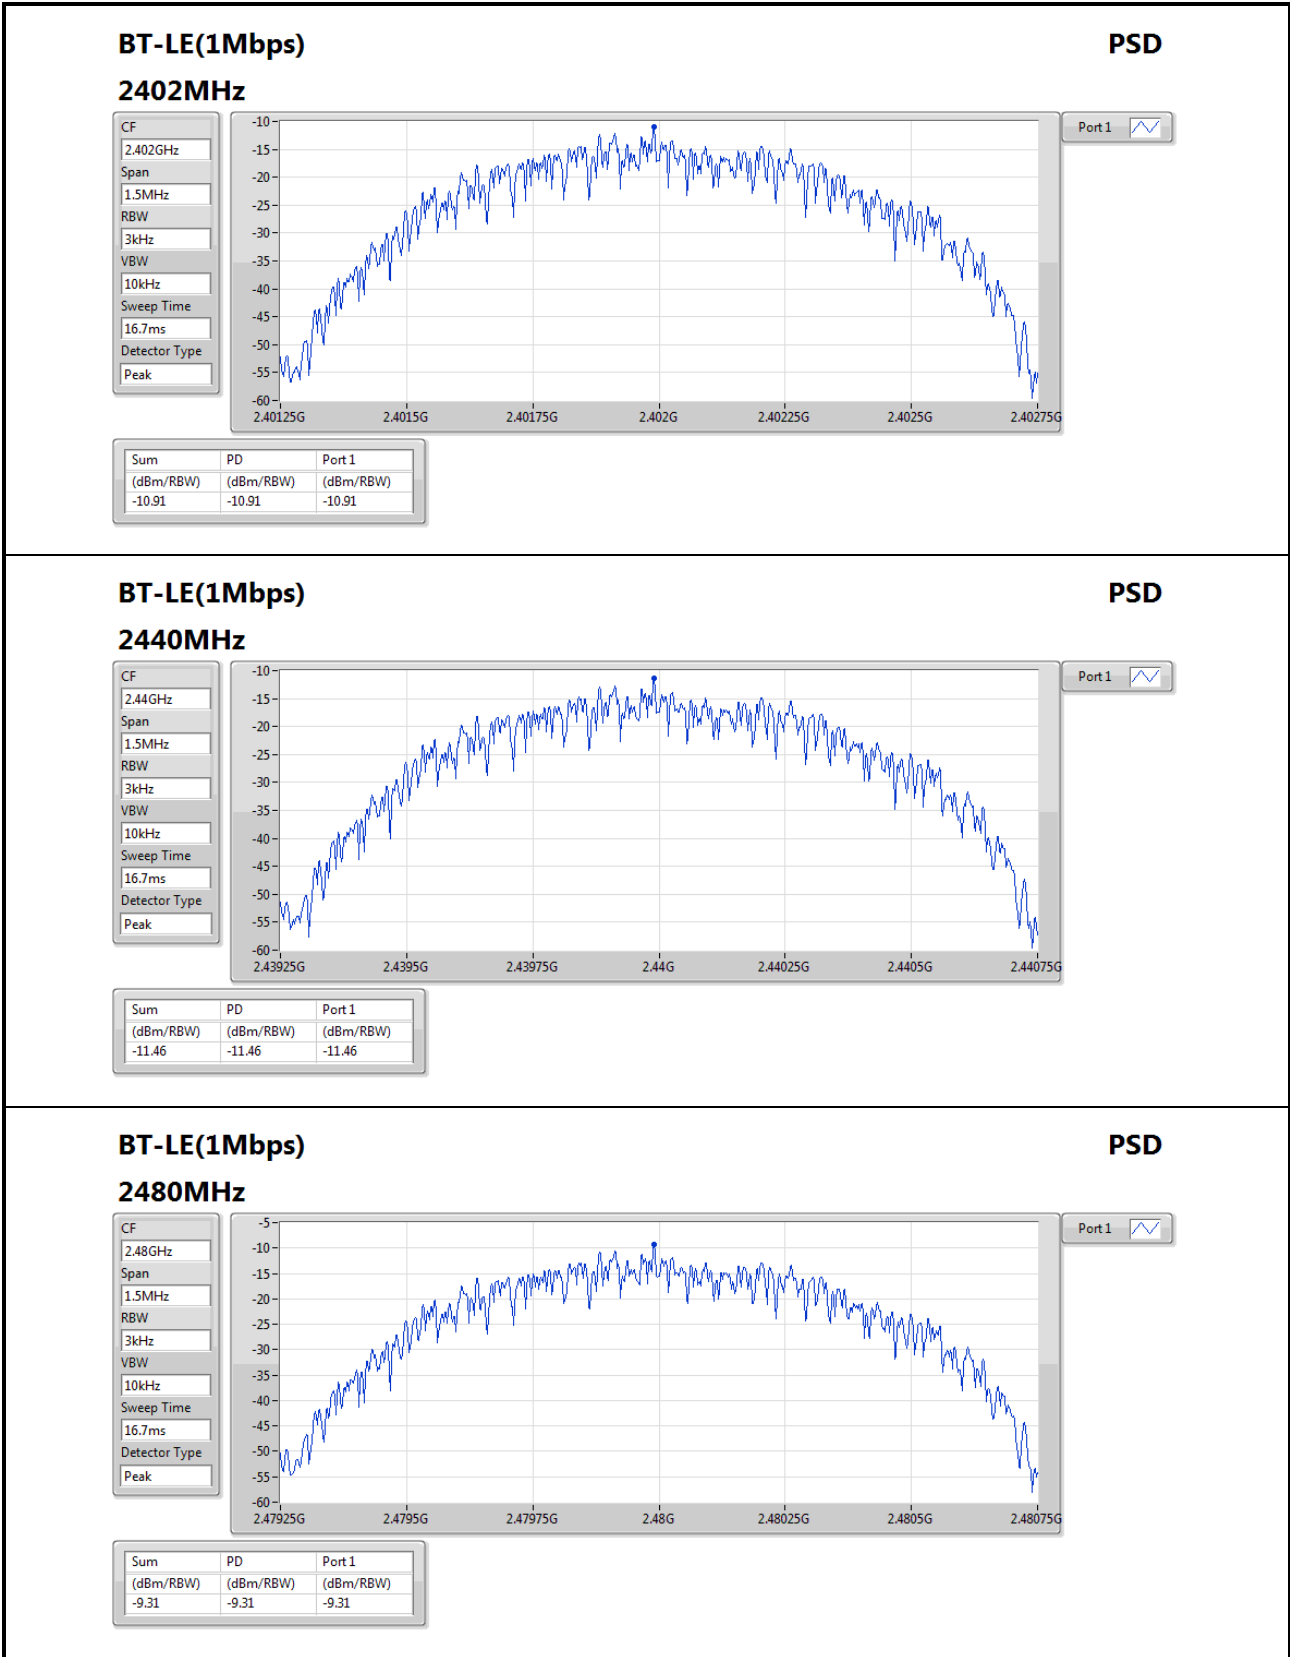 BT-LE(1Mbps) PSD
2402MHz
CF
2.402GHz
Span
1.5MHz
RBW
3kHz
VBW
10kHz
Sweep Time
16.7ms
Detector Type
Peak
-10
-15
-20
-25
-30
-35
-40
-45
-50
-55
-60
2.40125G 2.4015G 2.40175G 2.402G 2.40225G 2.4025G 2.40275G
Port 1
Sum PD Port 1
(dBm/RBW) (dBm/RBW) (dBm/RBW)
-10.91 -10.91 -10.91
BT-LE(1Mbps) PSD
2440MHz
CF
2.44GHz
Span
1.5MHz
RBW
3kHz
VBW
10kHz
Sweep Time
16.7ms
Detector Type
Peak
-10
-15
-20
-25
-30
-35
-40
-45
-50
-55
-60
2.43925G 2.4395G 2.43975G 2.44G 2.44025G 2.4405G 2.44075G
Port 1
Sum PD Port 1
(dBm/RBW) (dBm/RBW) (dBm/RBW)
-11.46 -11.46 -11.46
BT-LE(1Mbps) PSD
2480MHz
CF
2.48GHz
Span
1.5MHz
RBW
3kHz
VBW
10kHz
Sweep Time
16.7ms
Detector Type
Peak
-5
-10
-15
-20
-25
-30
-35
-40
-45
-50
-55
-60
2.47925G 2.4795G 2.47975G 2.48G 2.48025G 2.4805G 2.48075G
Port 1
Sum PD Port 1
(dBm/RBW) (dBm/RBW) (dBm/RBW)
-9.31 -9.31 -9.31